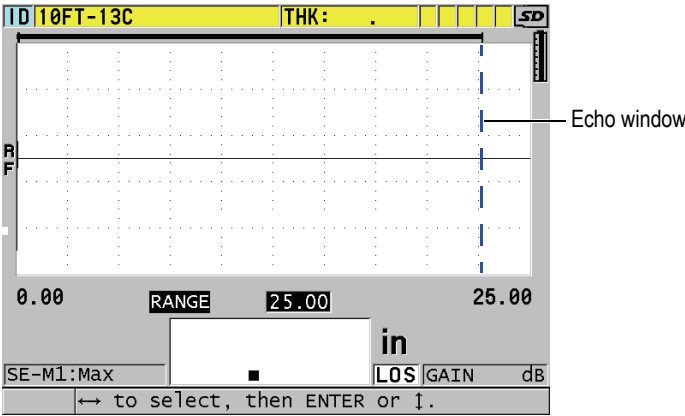 ID 10FT-13C THK: . SD
Echo window
RF
0.00 RANGE 25.00 25.00
in
SE-M1:Max LOS GAIN dB
↔ to select, then ENTER or ↕.